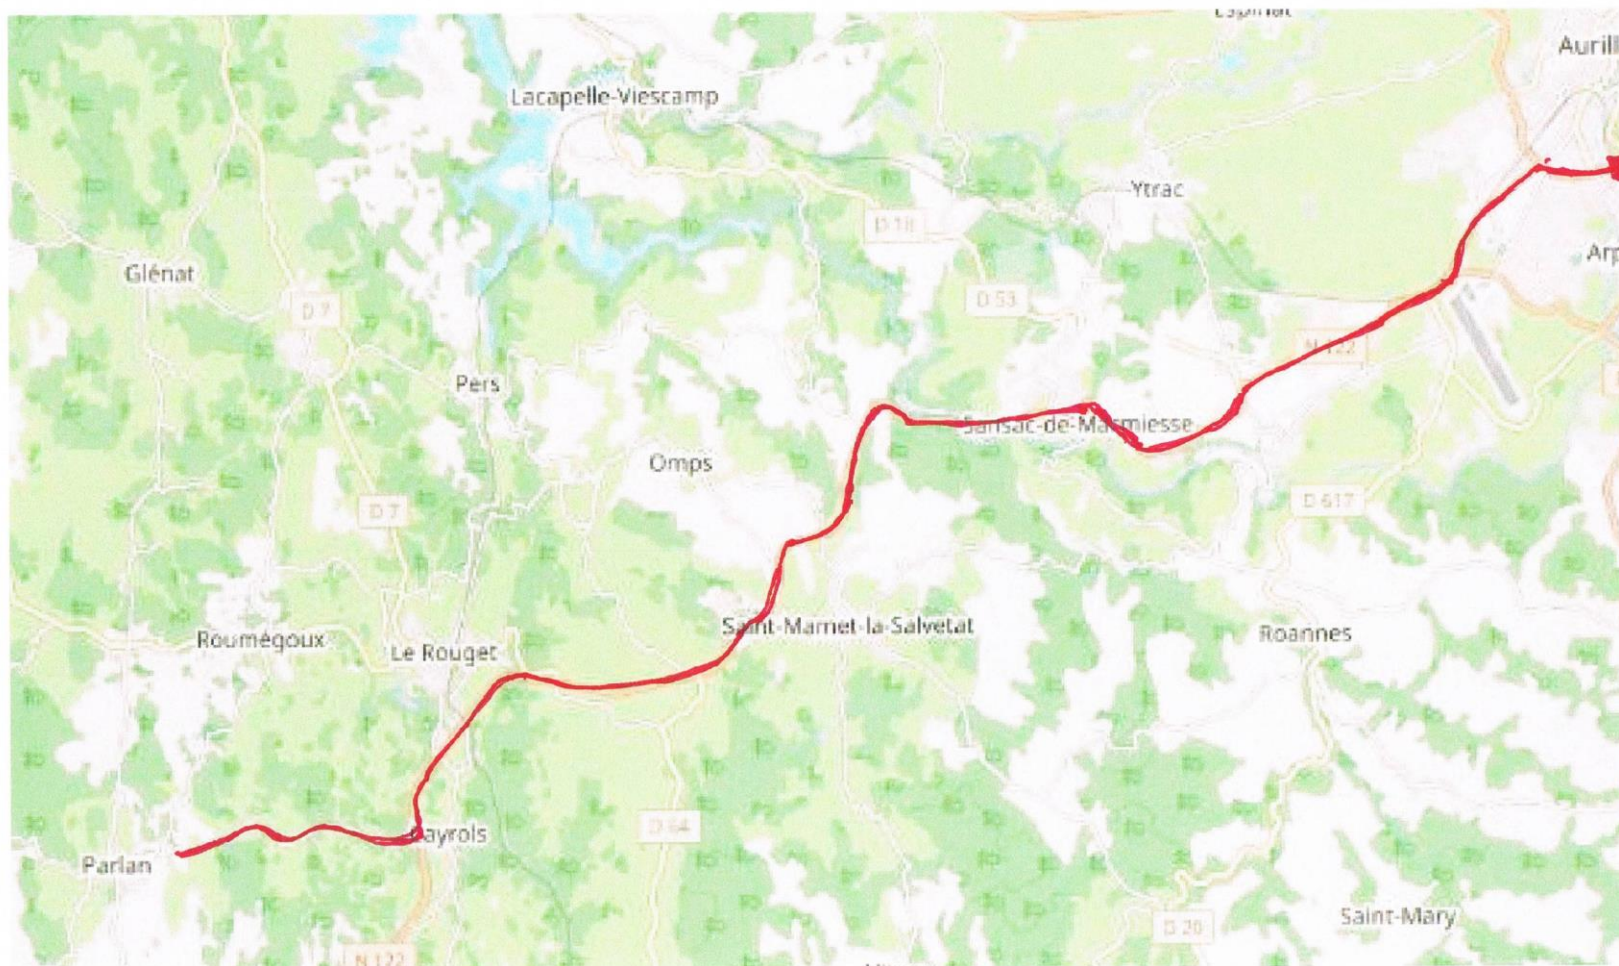 Espinat
Aurill
Lacapelle-Viescamp
Ytrac
D 18
Arp
Glénat
D 53
D 7
N 122
Pers
Sansac-de-Marmiesse
Omps
D 617
D 7
Saint-Mamet-la-Salvetat
Roannes
Roumégoux
Le Rouget
D 64
Cayrols
Parlan
Saint-Mary
D 20
N 122